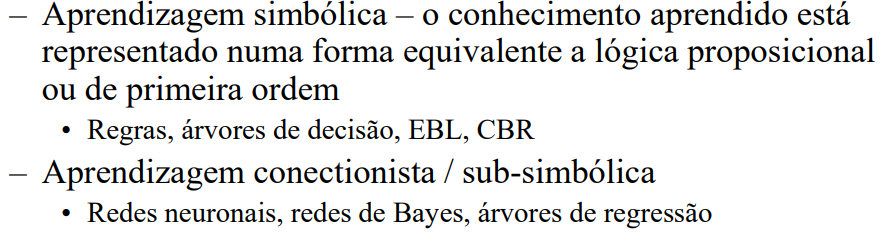 – Aprendizagem simbólica – o conhecimento aprendido está
representado numa forma equivalente a lógica proposicional
ou de primeira ordem
• Regras, árvores de decisão, EBL, CBR
– Aprendizagem conectionista / sub-simbólica
• Redes neuronais, redes de Bayes, árvores de regressão